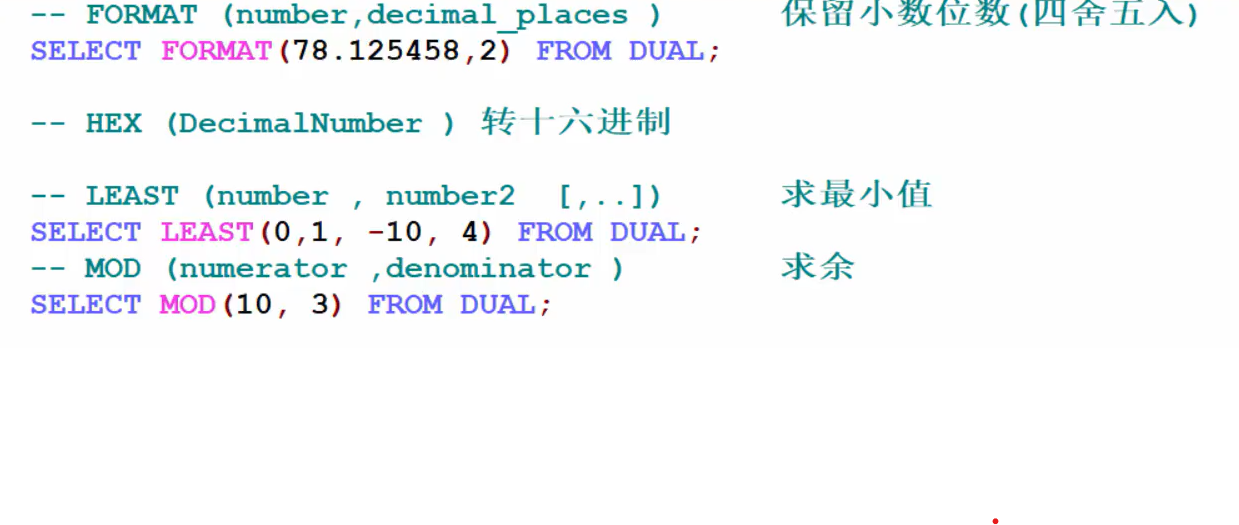 -- FORMAT (number,decimal_places ) 保留小数位数(四舍五入)
SELECT FORMAT(78.125458,2) FROM DUAL;
-- HEX (DecimalNumber ) 转十六进制
-- LEAST (number , number2  [,..]) 求最小值
SELECT LEAST(0,1, -10, 4) FROM DUAL;
-- MOD (numerator ,denominator ) 求余
SELECT MOD(10, 3) FROM DUAL;